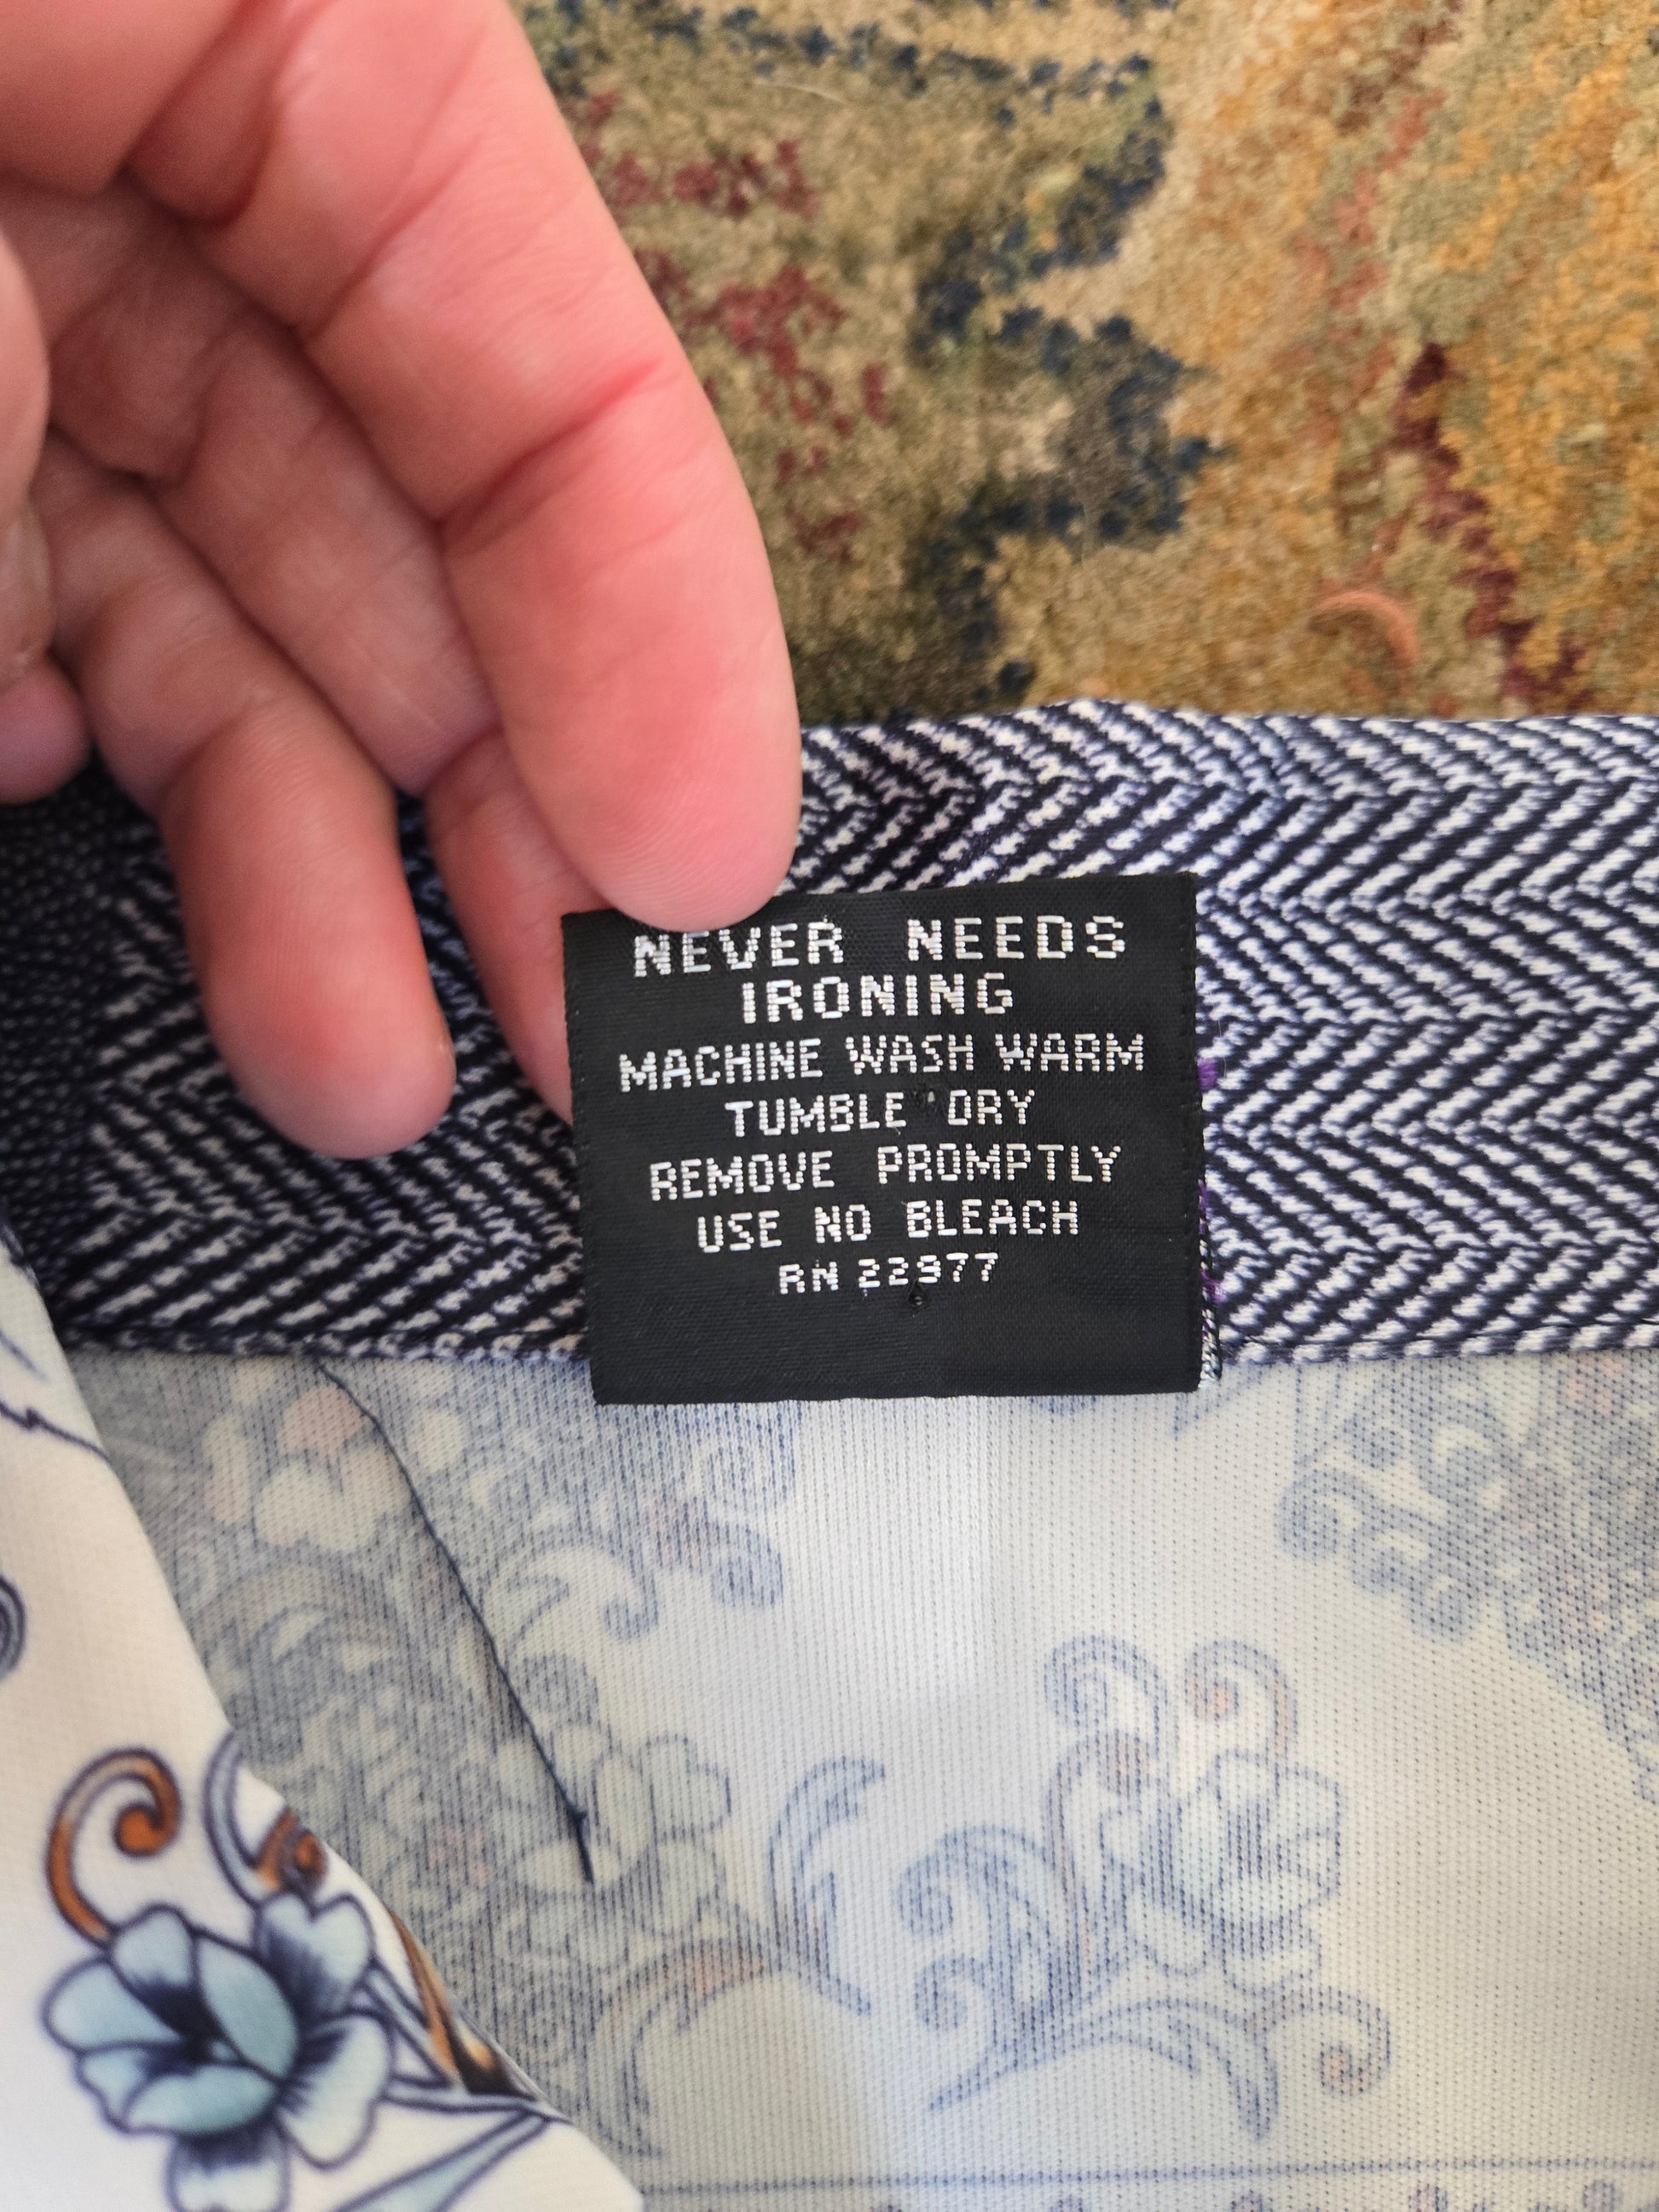 NEVER NEEDS
IRONING
MACHINE WASH WARM
TUMBLE DRY
REMOVE PROMPTLY
USE NO BLEACH
RN 22977